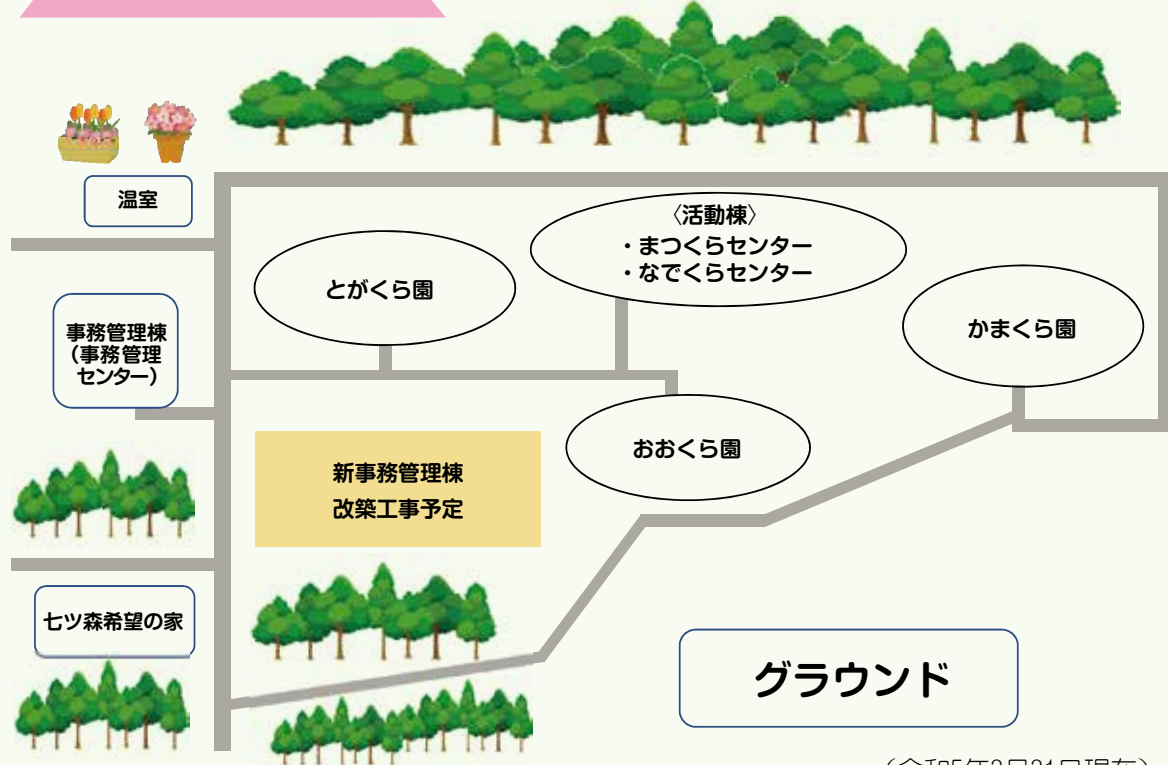 温室
〈活動棟〉
・まつくらセンター
・なでくらセンター
とがくら園
かまくら園
事務管理棟
(事務管理
センター)
おおくら園
新事務管理棟
改築工事予定
七ツ森希望の家
グラウンド